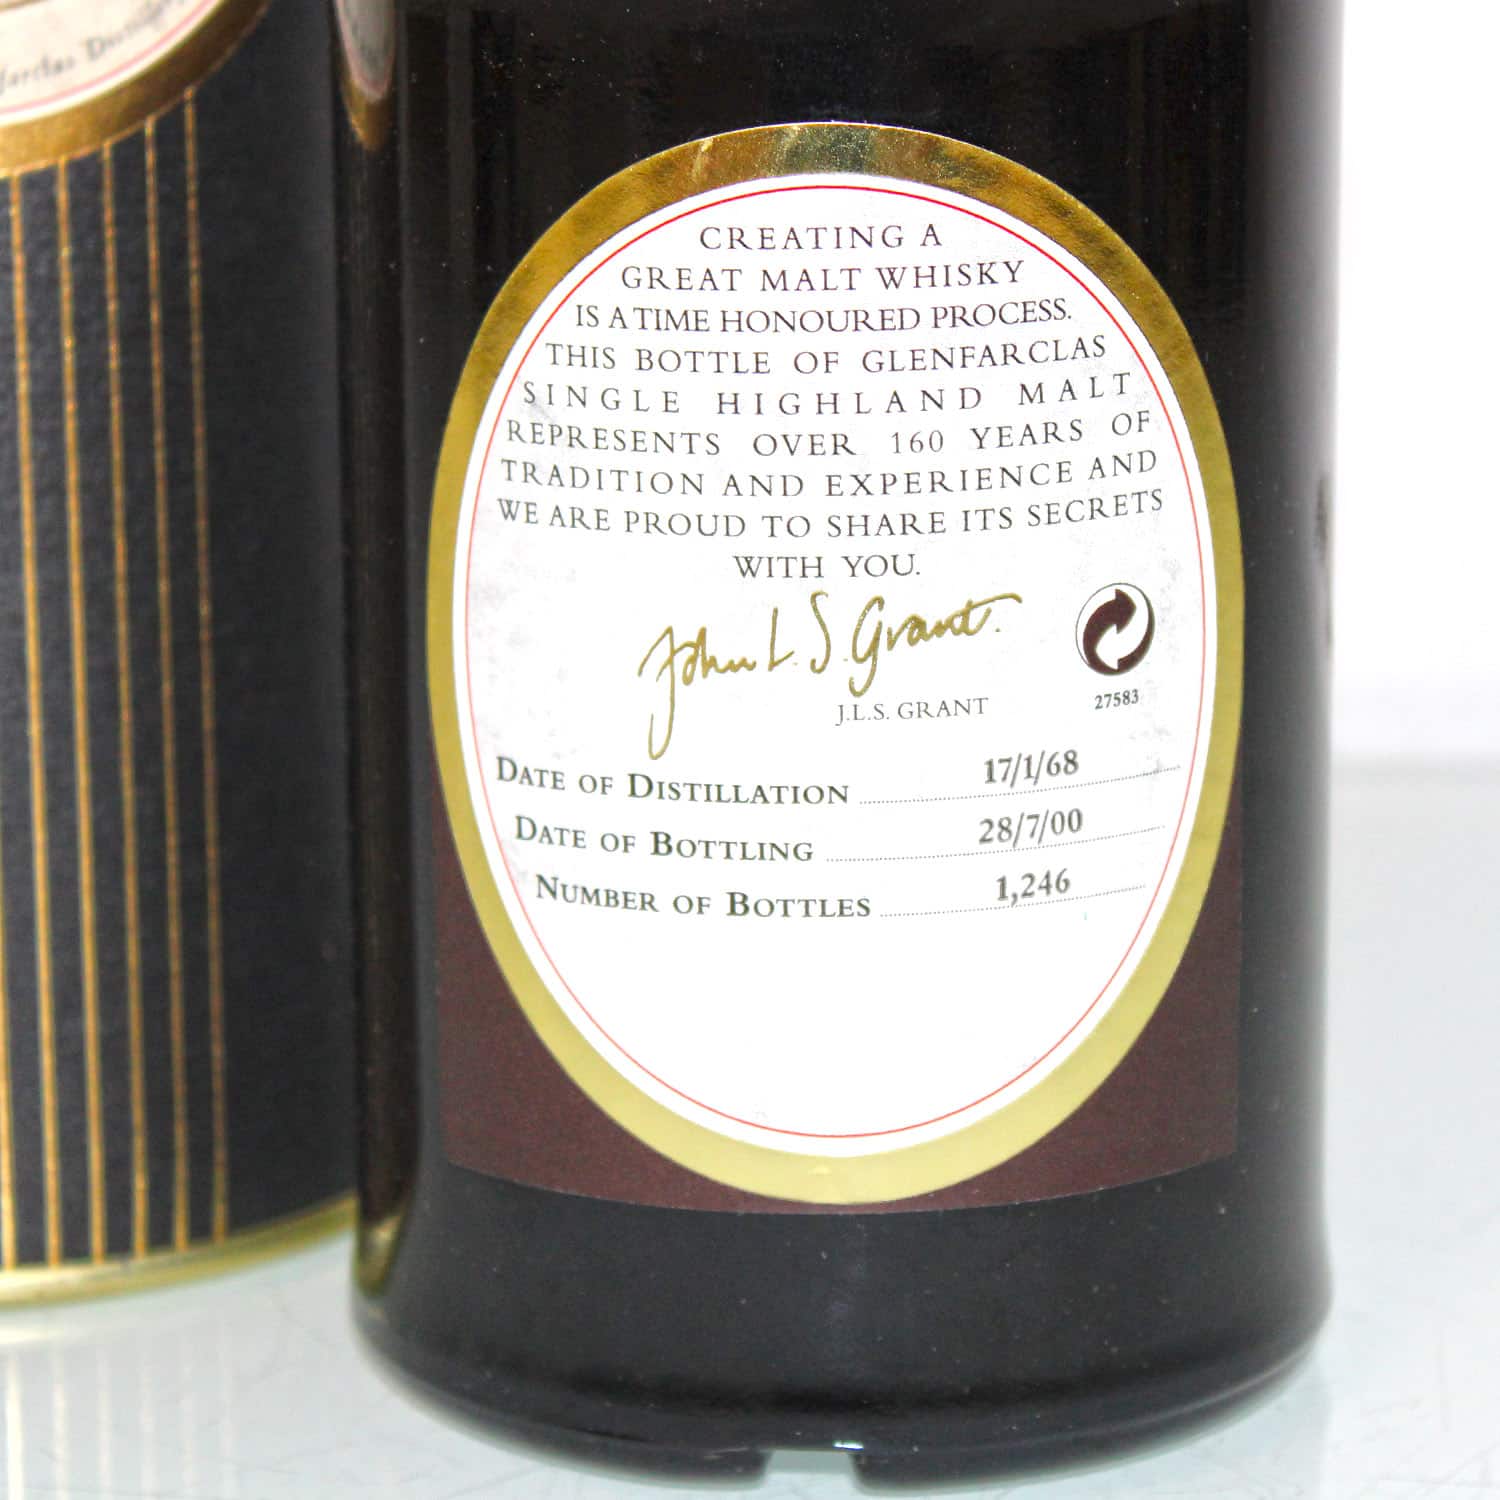 Distillery
CREATING A
GREAT MALT WHISKY
IS A TIME HONOURED PROCESS.
THIS BOTTLE OF GLENFARCLAS
SINGLE HIGHLAND MALT
REPRESENTS OVER 160 YEARS OF
TRADITION AND EXPERIENCE AND
WE ARE PROUD TO SHARE ITS SECRETS
WITH YOU.
John L. S. Grant.
J.L.S. GRANT
27583
DATE OF DISTILLATION 17/1/68
DATE OF BOTTLING 28/7/00
NUMBER OF BOTTLES 1,246